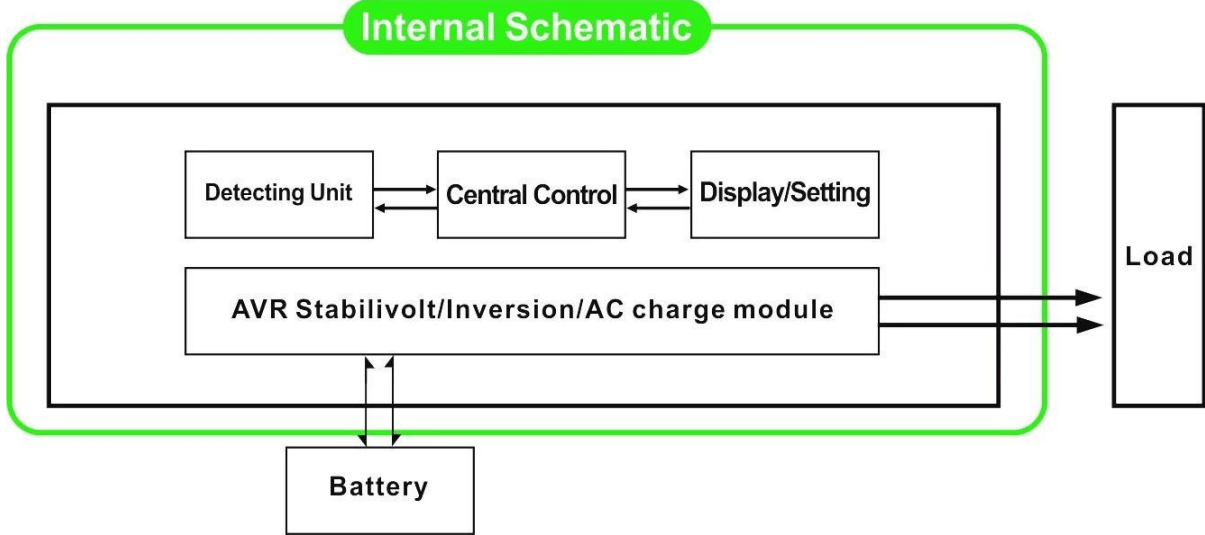 Internal Schematic
Detecting Unit
Central Control
Display/Setting
AVR Stabilivolt/Inversion/AC charge module
Load
Battery